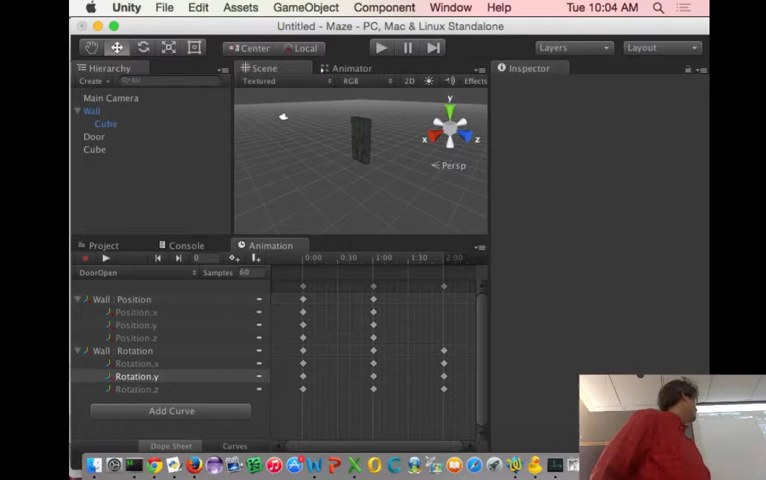 Unity File Edit Assets GameObject Component Window Help Tue 10:04 AM
Untitled - Maze - PC, Mac & Linux Standalone
Center Local Layers Layout
Hierarchy Scene Animator Inspector
Create All Textured RGB 2D Effects
Main Camera
Wall
Cube
Door
Cube
y
x z
Persp
Project Console Animation
0 0:00 0:30 1:00 1:30 2:00
DoorOpen Samples 60
Wall : Position
Position.x
Position.y
Position.z
Wall : Rotation
Rotation.x
Rotation.y
Rotation.z
Add Curve
Dope Sheet Curves